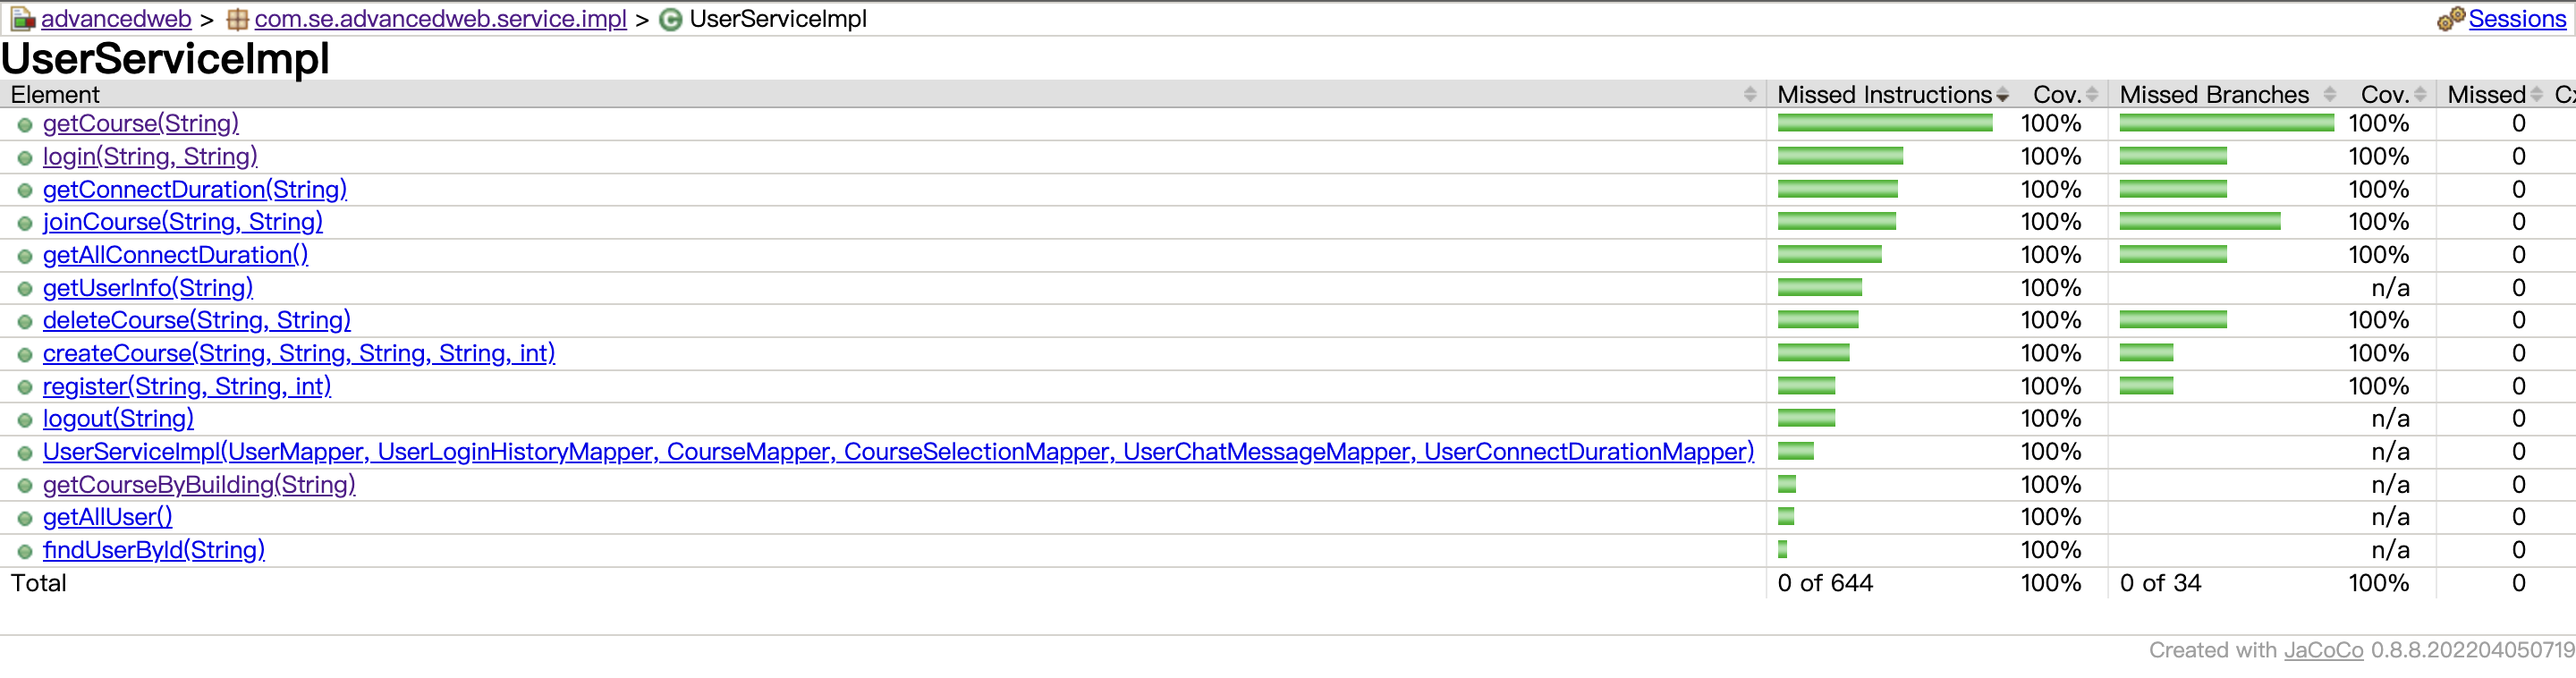 advancedweb > com.se.advancedweb.service.impl > UserServiceImpl Sessions
UserServiceImpl
Element Missed Instructions Cov. Missed Branches Cov. Missed
getCourse(String) 100% 100% 0
login(String, String) 100% 100% 0
getConnectDuration(String) 100% 100% 0
joinCourse(String, String) 100% 100% 0
getAllConnectDuration() 100% 100% 0
getUserInfo(String) 100% n/a 0
deleteCourse(String, String) 100% 100% 0
createCourse(String, String, String, String, int) 100% 100% 0
register(String, String, int) 100% 100% 0
logout(String) 100% n/a 0
UserServiceImpl(UserMapper, UserLoginHistoryMapper, CourseMapper, CourseSelectionMapper, UserChatMessageMapper, UserConnectDurationMapper) 100% n/a 0
getCourseByBuilding(String) 100% n/a 0
getAllUser() 100% n/a 0
findUserById(String) 100% n/a 0
Total 0 of 644 100% 0 of 34 100% 0
Created with JaCoCo 0.8.8.202204050719